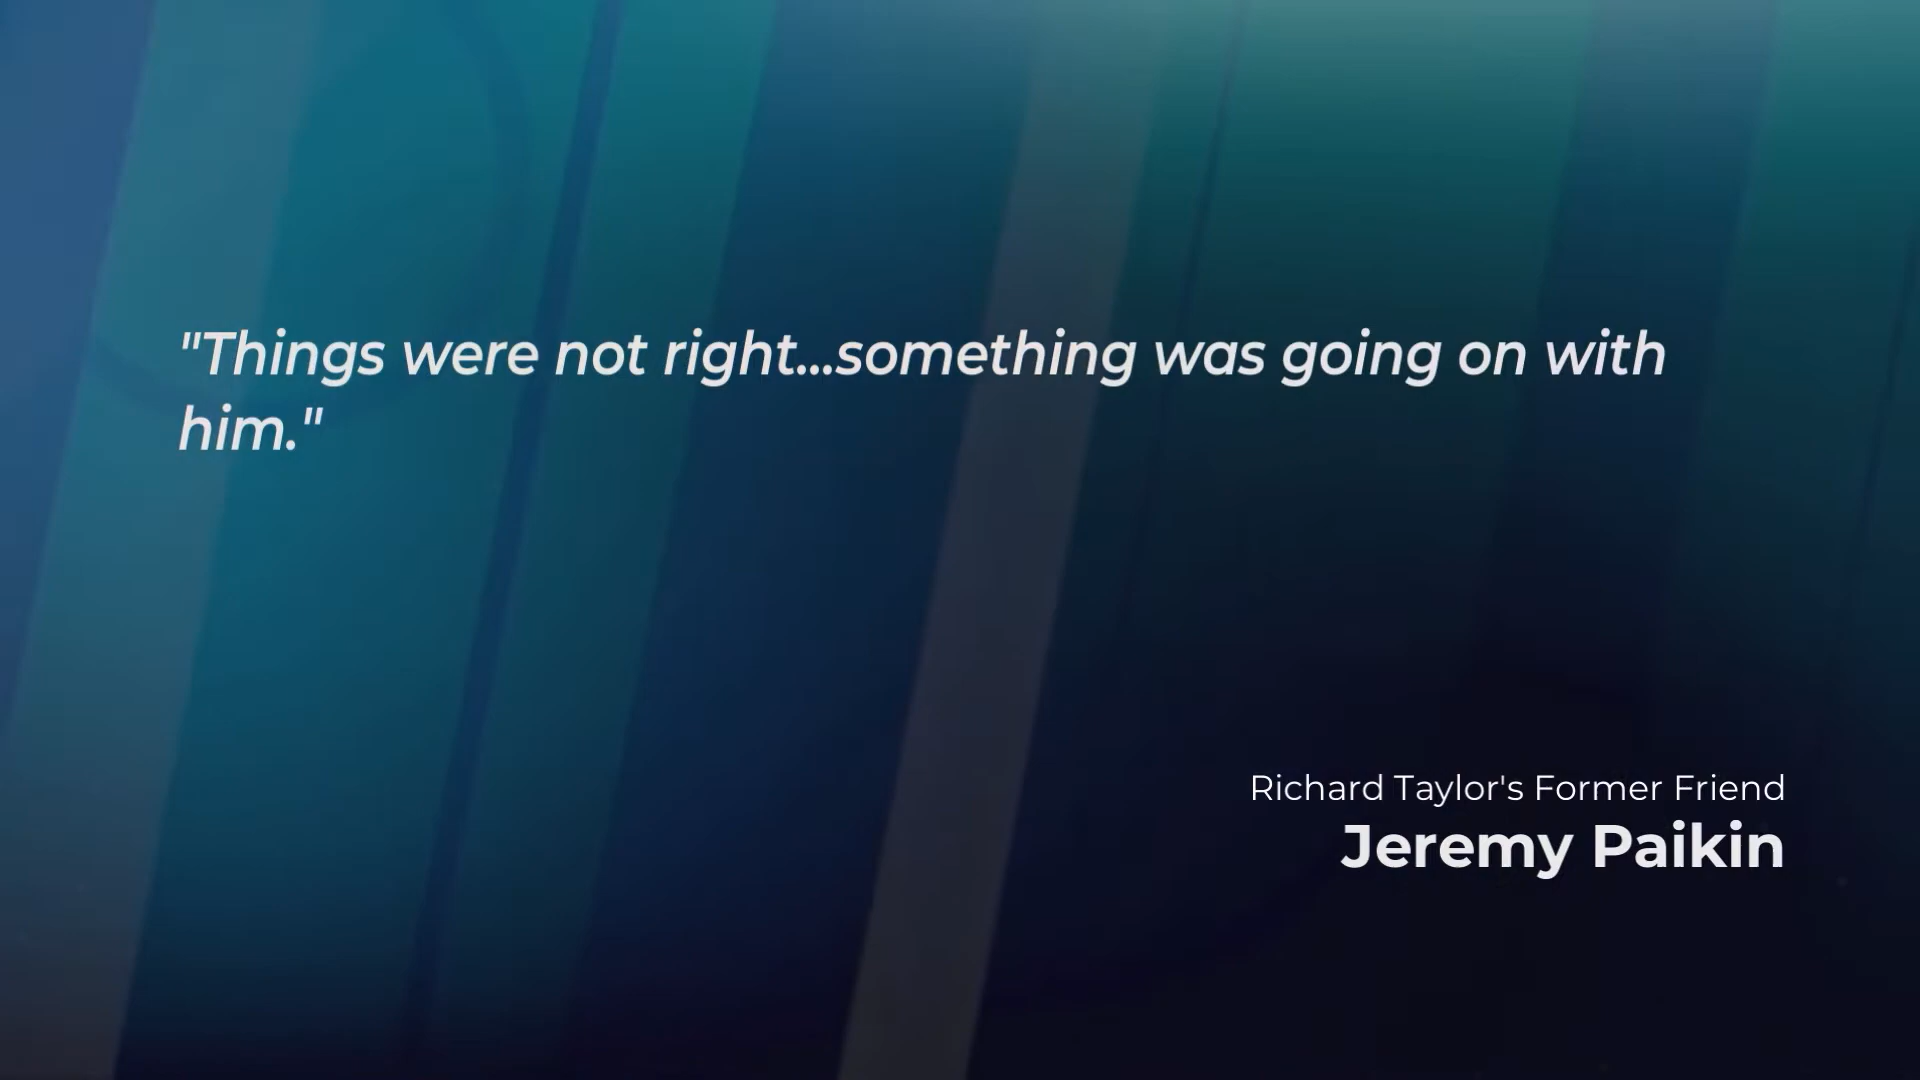 "Things were not right...something was going on with
him."
Richard Taylor's Former Friend
Jeremy Paikin